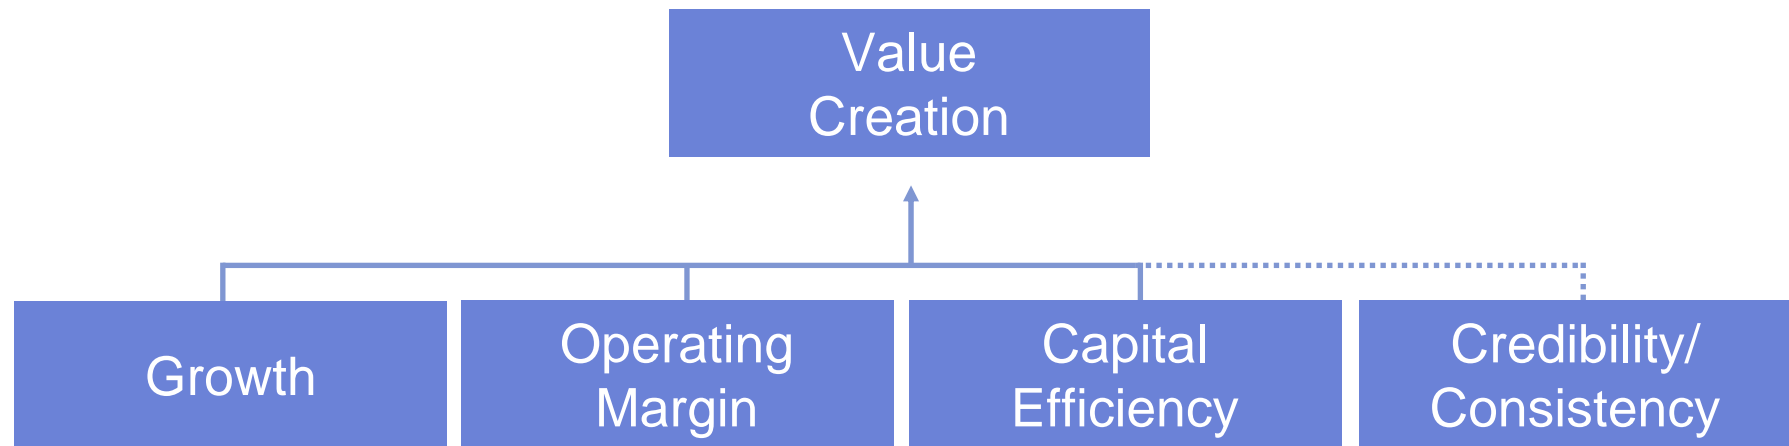 Value
Creation
Growth
Operating
Margin
Capital
Efficiency
Credibility/
Consistency